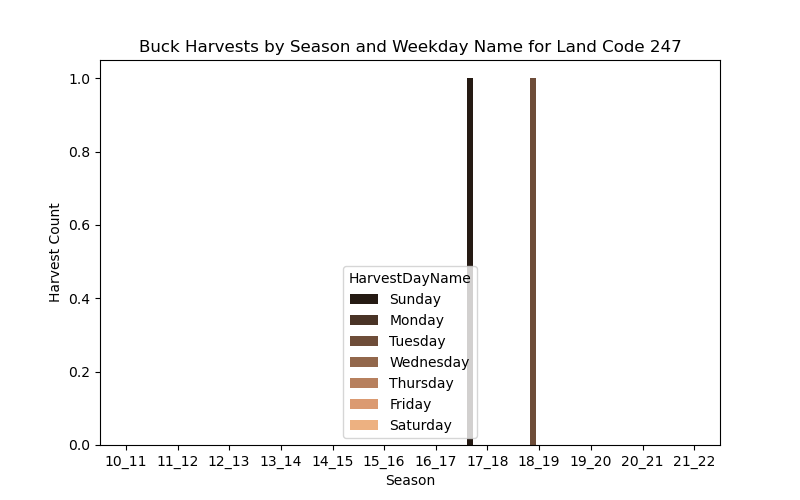 Buck Harvests by Season and Weekday Name for Land Code 247
1.0
0.8
0.6
0.4
0.2
0.0
Harvest Count
HarvestDayName
Sunday
Monday
Tuesday
Wednesday
Thursday
Friday
Saturday
10_11 11_12 12_13 13_14 14_15 15_16 16_17 17_18 18_19 19_20 20_21 21_22
Season